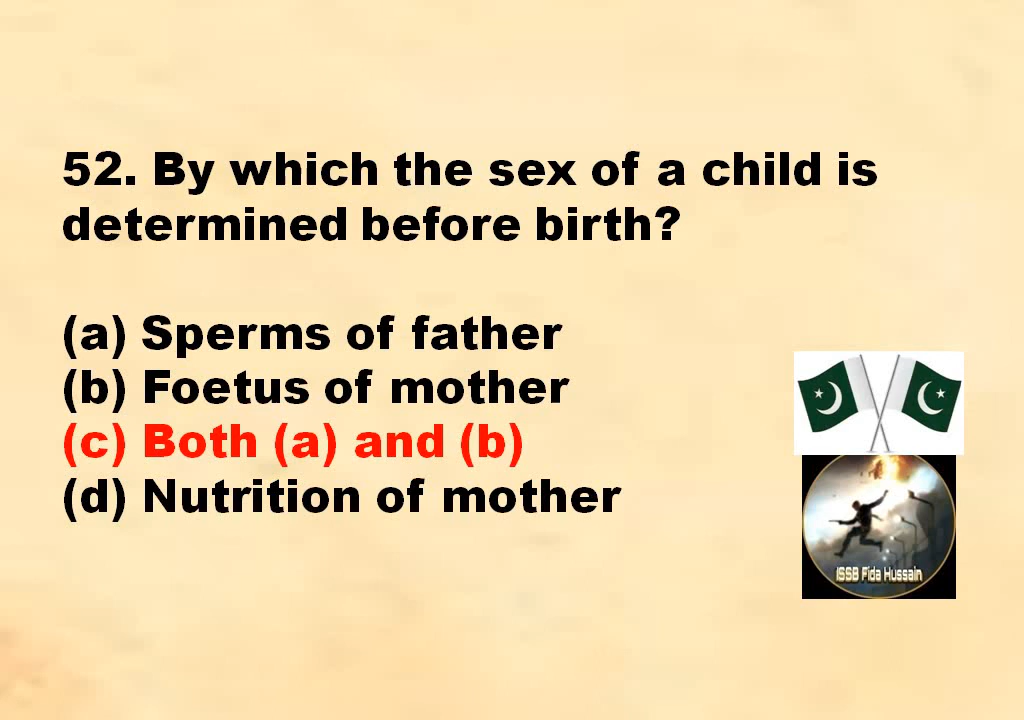 52. By which the sex of a child is
determined before birth?
(a) Sperms of father
(b) Foetus of mother
(c) Both (a) and (b)
(d) Nutrition of mother
ISSB Fida Hussain